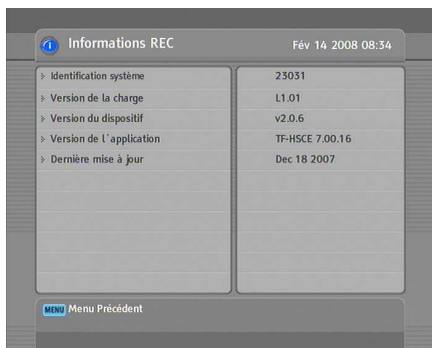 Informations REC
Fév 14 2008 08:34
Identification système 23031
Version de la charge L1.01
Version du dispositif v2.0.6
Version de l´application TF-HSCE 7.00.16
Dernière mise à jour Dec 18 2007
MENU Menu Précédent